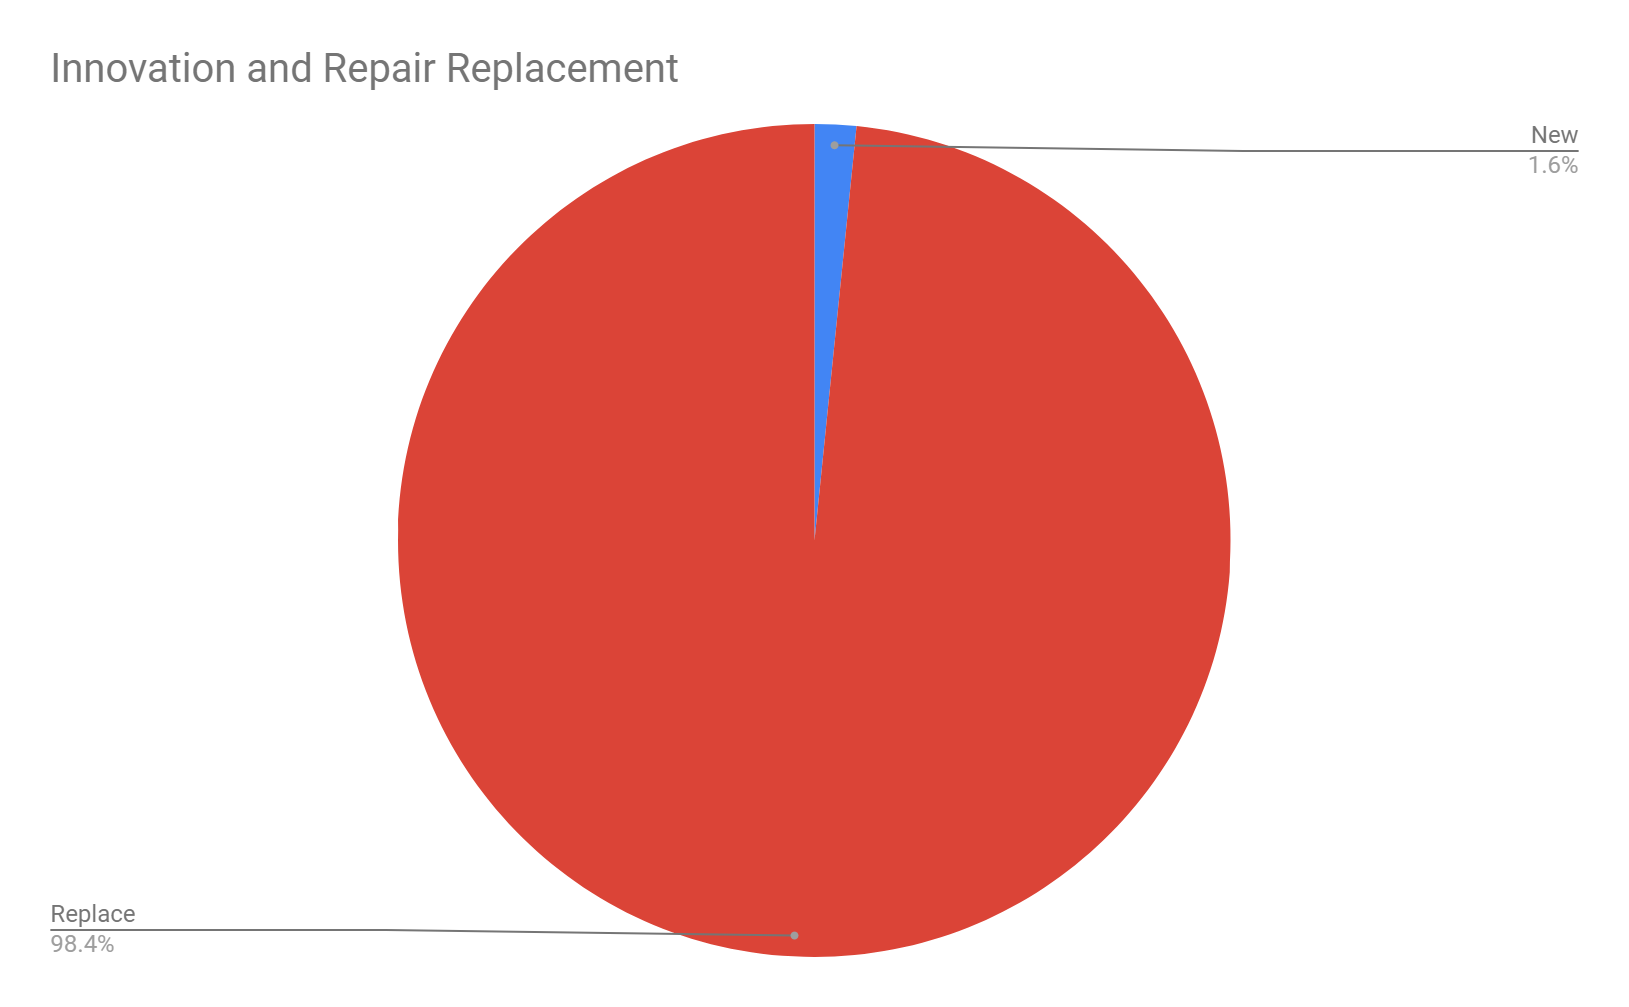 Innovation and Repair Replacement
New
1.6%
Replace
98.4%